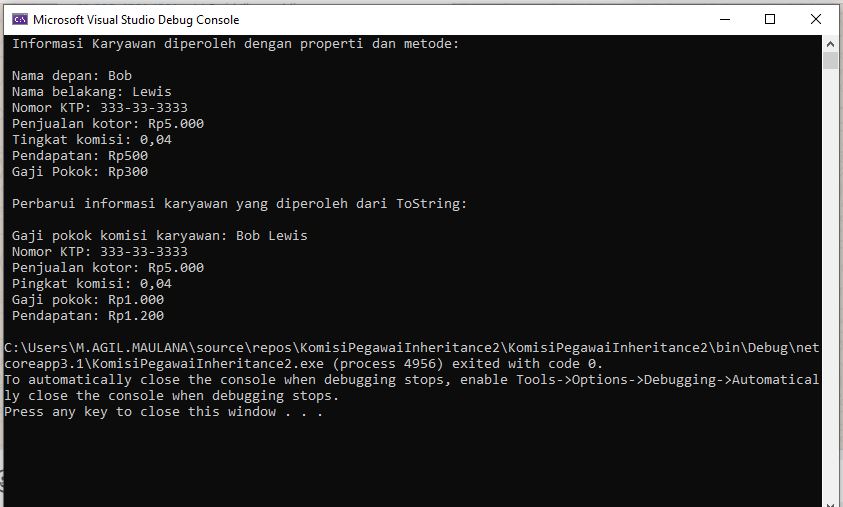 Microsoft Visual Studio Debug Console
Informasi Karyawan diperoleh dengan properti dan metode:
Nama depan: Bob
Nama belakang: Lewis
Nomor KTP: 333-33-3333
Penjualan kotor: Rp5.000
Tingkat komisi: 0,04
Pendapatan: Rp500
Gaji Pokok: Rp300
Perbarui informasi karyawan yang diperoleh dari ToString:
Gaji pokok komisi karyawan: Bob Lewis
Nomor KTP: 333-33-3333
Penjualan kotor: Rp5.000
Pingkat komisi: 0,04
Gaji pokok: Rp1.000
Pendapatan: Rp1.200
C:\Users\M.AGIL.MAULANA\source\repos\KomisiPegawaiInheritance2\KomisiPegawaiInheritance2\bin\Debug\net
coreapp3.1\KomisiPegawaiInheritance2.exe (process 4956) exited with code 0.
To automatically close the console when debugging stops, enable Tools->Options->Debugging->Automatical
ly close the console when debugging stops.
Press any key to close this window . . .